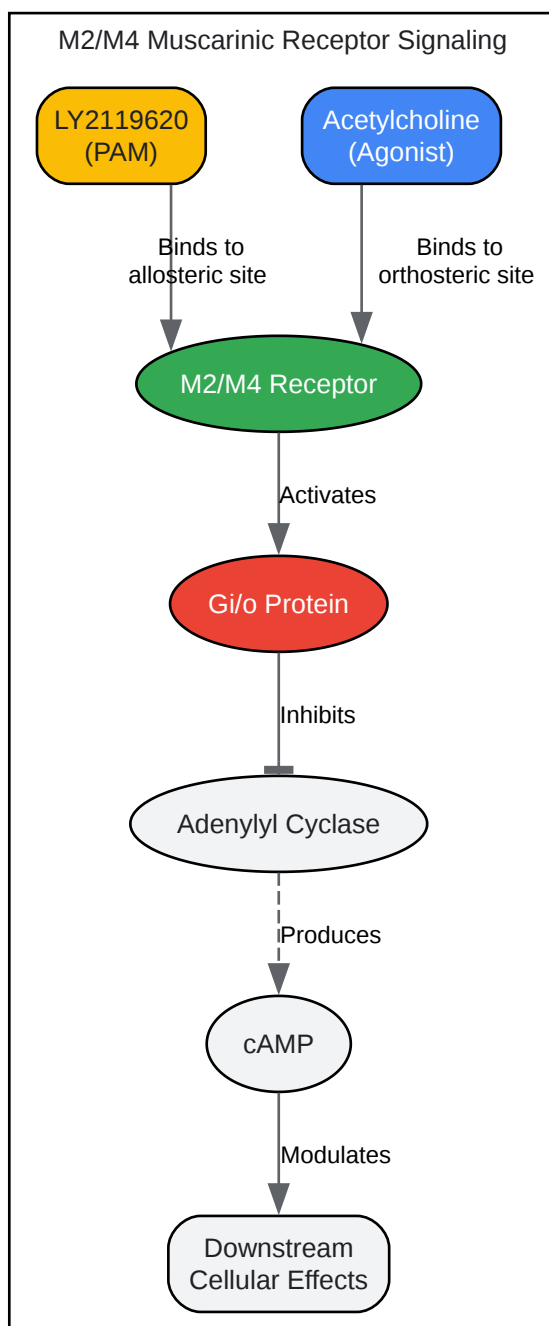 M2/M4 Muscarinic Receptor Signaling
LY2119620
(PAM)
Acetylcholine
(Agonist)
Binds to
allosteric site
Binds to
orthosteric site
M2/M4 Receptor
Activates
Gi/o Protein
Inhibits
Adenylyl Cyclase
Produces
cAMP
Modulates
Downstream
Cellular Effects